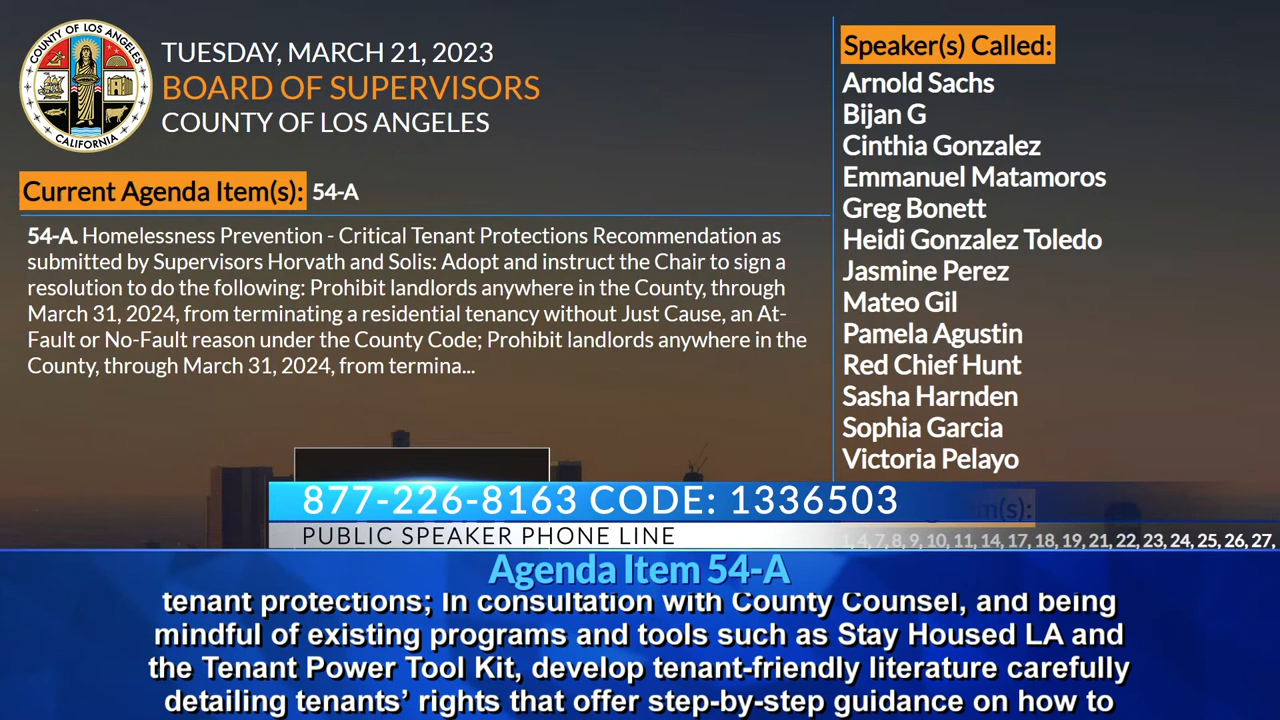 COUNTY OF LOS ANGELES
CALIFORNIA
TUESDAY, MARCH 21, 2023
BOARD OF SUPERVISORS
COUNTY OF LOS ANGELES
Current Agenda Item(s): 54-A
54-A. Homelessness Prevention - Critical Tenant Protections Recommendation as
submitted by Supervisors Horvath and Solis: Adopt and instruct the Chair to sign a
resolution to do the following: Prohibit landlords anywhere in the County, through
March 31, 2024, from terminating a residential tenancy without Just Cause, an At-
Fault or No-Fault reason under the County Code; Prohibit landlords anywhere in the
County, through March 31, 2024, from termina...
Speaker(s) Called:
Arnold Sachs
Bijan G
Cinthia Gonzalez
Emmanuel Matamoros
Greg Bonett
Heidi Gonzalez Toledo
Jasmine Perez
Mateo Gil
Pamela Agustin
Red Chief Hunt
Sasha Harnden
Sophia Garcia
Victoria Pelayo
877-226-8163 CODE: 1336503
PUBLIC SPEAKER PHONE LINE
1, 4, 7, 8, 9, 10, 11, 14, 17, 18, 19, 21, 22, 23, 24, 25, 26, 27,
Agenda Item 54-A
tenant protections; In consultation with County Counsel, and being
mindful of existing programs and tools such as Stay Housed LA and
the Tenant Power Tool Kit, develop tenant-friendly literature carefully
detailing tenants’ rights that offer step-by-step guidance on how to